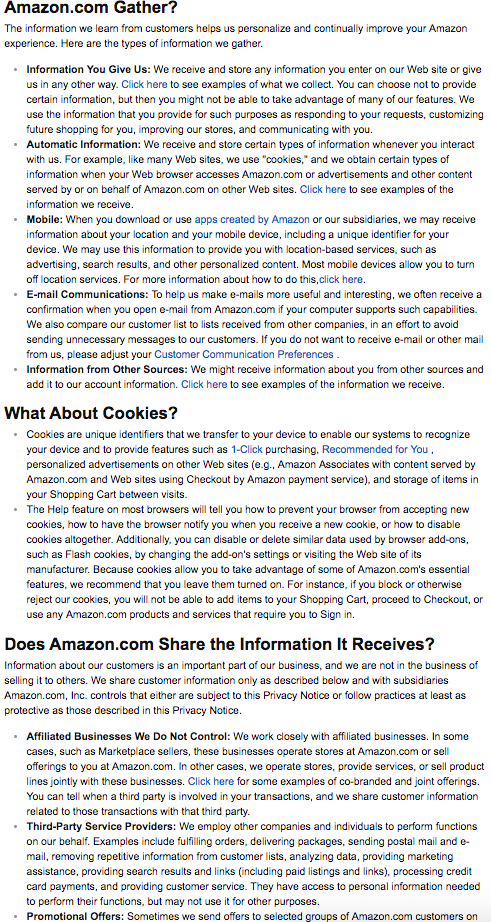 Amazon.com Gather?
The information we learn from customers helps us personalize and continually improve your Amazon
experience. Here are the types of information we gather.
• Information You Give Us: We receive and store any information you enter on our Web site or give
us in any other way. Click here to see examples of what we collect. You can choose not to provide
certain information, but then you might not be able to take advantage of many of our features. We
use the information that you provide for such purposes as responding to your requests, customizing
future shopping for you, improving our stores, and communicating with you.
• Automatic Information: We receive and store certain types of information whenever you interact
with us. For example, like many Web sites, we use "cookies," and we obtain certain types of
information when your Web browser accesses Amazon.com or advertisements and other content
served by or on behalf of Amazon.com on other Web sites. Click here to see examples of the
information we receive.
• Mobile: When you download or use apps created by Amazon or our subsidiaries, we may receive
information about your location and your mobile device, including a unique identifier for your
device. We may use this information to provide you with location-based services, such as
advertising, search results, and other personalized content. Most mobile devices allow you to turn
off location services. For more information about how to do this,click here.
• E-mail Communications: To help us make e-mails more useful and interesting, we often receive a
confirmation when you open e-mail from Amazon.com if your computer supports such capabilities.
We also compare our customer list to lists received from other companies, in an effort to avoid
sending unnecessary messages to our customers. If you do not want to receive e-mail or other mail
from us, please adjust your Customer Communication Preferences .
• Information from Other Sources: We might receive information about you from other sources and
add it to our account information. Click here to see examples of the information we receive.
What About Cookies?
• Cookies are unique identifiers that we transfer to your device to enable our systems to recognize
your device and to provide features such as 1-Click purchasing, Recommended for You ,
personalized advertisements on other Web sites (e.g., Amazon Associates with content served by
Amazon.com and Web sites using Checkout by Amazon payment service), and storage of items in
your Shopping Cart between visits.
• The Help feature on most browsers will tell you how to prevent your browser from accepting new
cookies, how to have the browser notify you when you receive a new cookie, or how to disable
cookies altogether. Additionally, you can disable or delete similar data used by browser add-ons,
such as Flash cookies, by changing the add-on's settings or visiting the Web site of its
manufacturer. Because cookies allow you to take advantage of some of Amazon.com's essential
features, we recommend that you leave them turned on. For instance, if you block or otherwise
reject our cookies, you will not be able to add items to your Shopping Cart, proceed to Checkout, or
use any Amazon.com products and services that require you to Sign in.
Does Amazon.com Share the Information It Receives?
Information about our customers is an important part of our business, and we are not in the business of
selling it to others. We share customer information only as described below and with subsidiaries
Amazon.com, Inc. controls that either are subject to this Privacy Notice or follow practices at least as
protective as those described in this Privacy Notice.
• Affiliated Businesses We Do Not Control: We work closely with affiliated businesses. In some
cases, such as Marketplace sellers, these businesses operate stores at Amazon.com or sell
offerings to you at Amazon.com. In other cases, we operate stores, provide services, or sell product
lines jointly with these businesses. Click here for some examples of co-branded and joint offerings.
You can tell when a third party is involved in your transactions, and we share customer information
related to those transactions with that third party.
• Third-Party Service Providers: We employ other companies and individuals to perform functions
on our behalf. Examples include fulfilling orders, delivering packages, sending postal mail and e-
mail, removing repetitive information from customer lists, analyzing data, providing marketing
assistance, providing search results and links (including paid listings and links), processing credit
card payments, and providing customer service. They have access to personal information needed
to perform their functions, but may not use it for other purposes.
• Promotional Offers: Sometimes we send offers to selected groups of Amazon.com customers on